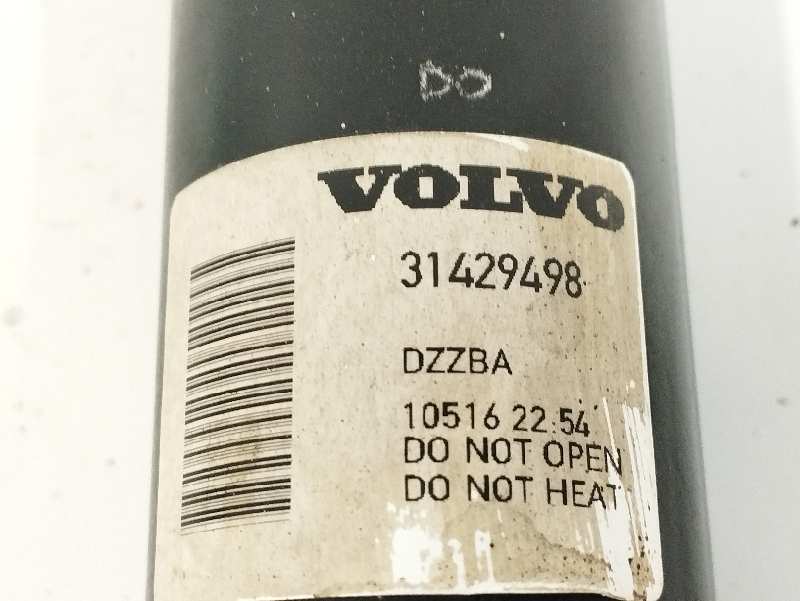 DO
VOLVO
31429498
DZZBA
10516 22:54
DO NOT OPEN
DO NOT HEAT